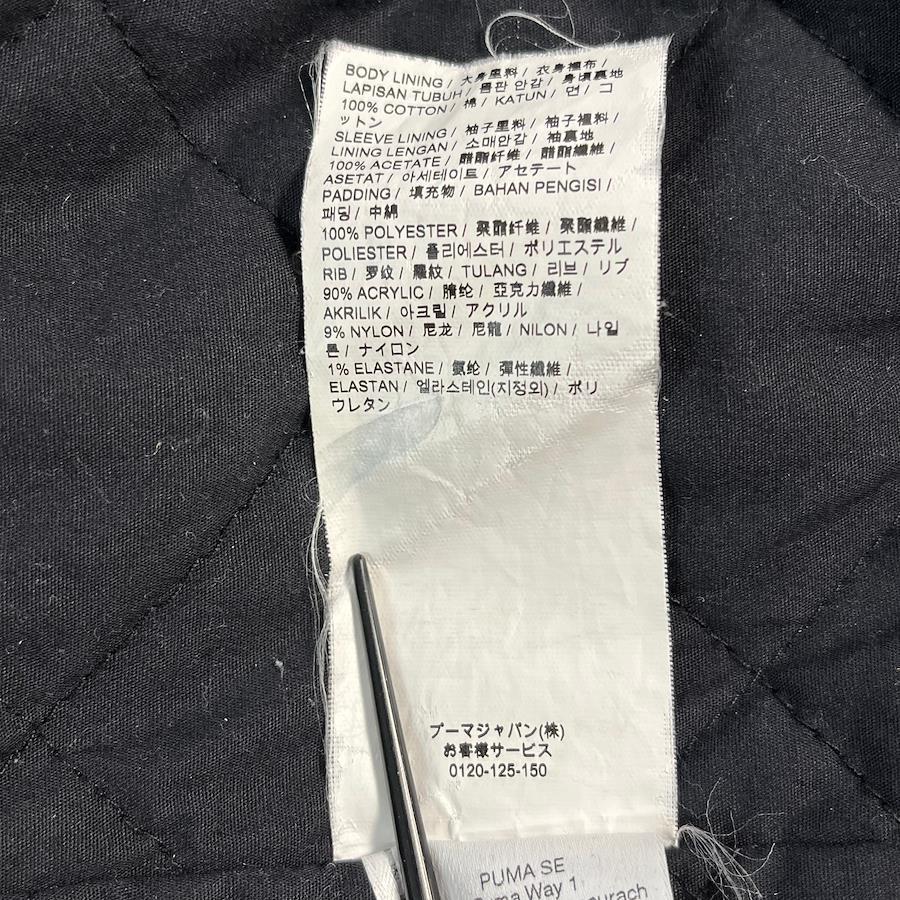 BODY LINING / 大身里料 / 衣身裡布 /
LAPISAN TUBUH / 몸판 안감 / 身頃裏地
100% COTTON / 棉 / KATUN / 면 / コ
ットン
SLEEVE LINING / 袖子里料 / 袖子裡料 /
LINING LENGAN / 소매안감 / 袖裏地
100% ACETATE / 醋酯纤维 / 醋酯纖維 /
ASETAT / 아세테이트 / アセテート
PADDING / 填充物 / BAHAN PENGISI /
패딩 / 中綿
100% POLYESTER / 聚酯纤维 / 聚酯纖維 /
POLIESTER / 폴리에스터 / ポリエステル
RIB / 罗纹 / 羅紋 / TULANG / 리브 / リブ
90% ACRYLIC / 腈纶 / 亞克力纖維 /
AKRILIK / 아크릴 / アクリル
9% NYLON / 尼龙 / 尼龍 / NILON / 나일
론 / ナイロン
1% ELASTANE / 氨纶 / 彈性纖維 /
ELASTAN / 엘라스테인(지정외) / ポリ
ウレタン
プーマジャパン(株)
お客様サービス
0120-125-150
PUMA SE
Way 1